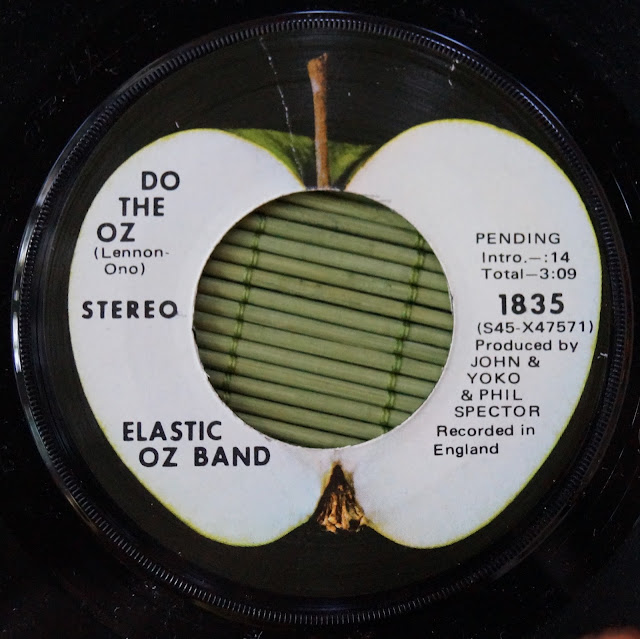 DO
THE
OZ
(Lennon-
Ono)
STEREO
ELASTIC
OZ BAND
PENDING
Intro.–:14
Total–3:09
1835
(S45-X47571)
Produced by
JOHN &
YOKO
& PHIL
SPECTOR
Recorded in
England